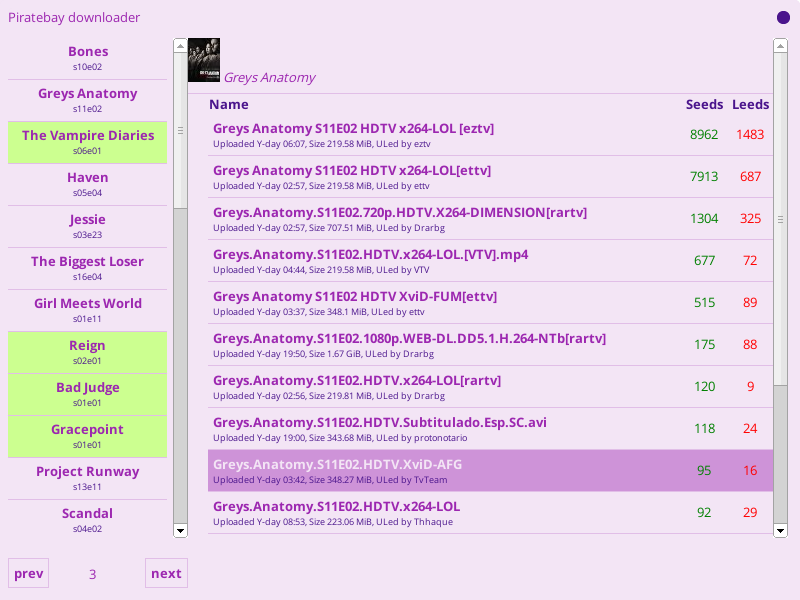 Piratebay downloader
Bones
s10e02
Greys Anatomy
s11e02
The Vampire Diaries
s06e01
Haven
s05e04
Jessie
s03e23
The Biggest Loser
s16e04
Girl Meets World
s01e11
Reign
s02e01
Bad Judge
s01e01
Gracepoint
s01e01
Project Runway
s13e11
Scandal
s04e02
prev 3 next
Greys Anatomy
Name Seeds Leeds
Greys Anatomy S11E02 HDTV x264-LOL [eztv] 8962 1483
Uploaded Y-day 06:07, Size 219.58 MiB, ULed by eztv
Greys Anatomy S11E02 HDTV x264-LOL[ettv] 7913 687
Uploaded Y-day 02:57, Size 219.58 MiB, ULed by ettv
Greys.Anatomy.S11E02.720p.HDTV.X264-DIMENSION[rartv] 1304 325
Uploaded Y-day 02:57, Size 707.51 MiB, ULed by Drarbg
Greys.Anatomy.S11E02.HDTV.x264-LOL.[VTV].mp4 677 72
Uploaded Y-day 04:44, Size 219.58 MiB, ULed by VTV
Greys Anatomy S11E02 HDTV XviD-FUM[ettv] 515 89
Uploaded Y-day 03:37, Size 348.1 MiB, ULed by ettv
Greys.Anatomy.S11E02.1080p.WEB-DL.DD5.1.H.264-NTb[rartv] 175 88
Uploaded Y-day 19:50, Size 1.67 GiB, ULed by Drarbg
Greys.Anatomy.S11E02.HDTV.x264-LOL[rartv] 120 9
Uploaded Y-day 02:56, Size 219.81 MiB, ULed by Drarbg
Greys.Anatomy.S11E02.HDTV.Subtitulado.Esp.SC.avi 118 24
Uploaded Y-day 19:00, Size 343.68 MiB, ULed by protonotario
Greys.Anatomy.S11E02.HDTV.XviD-AFG 95 16
Uploaded Y-day 03:42, Size 348.27 MiB, ULed by TvTeam
Greys.Anatomy.S11E02.HDTV.x264-LOL 92 29
Uploaded Y-day 08:53, Size 223.06 MiB, ULed by Thhaque